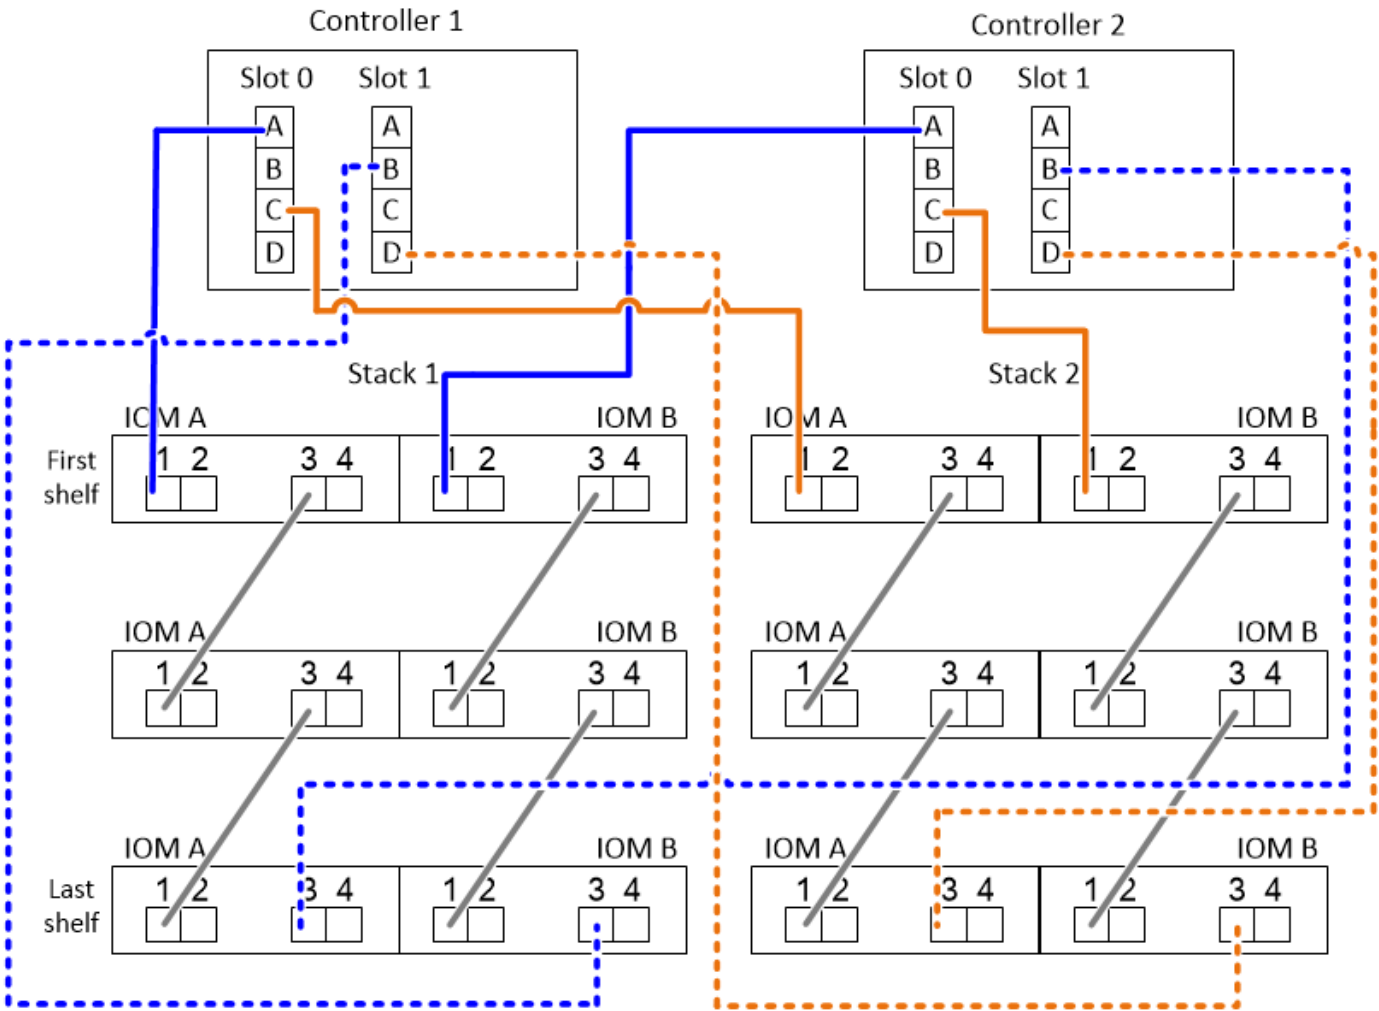 Controller 1
Controller 2
Slot 0 Slot 1
Slot 0 Slot 1
A A
B B
C C
D D
A A
B B
C C
D D
Stack 1
Stack 2
IOM A IOM B
IOM A IOM B
First
shelf
1 2 3 4 1 2 3 4
1 2 3 4 1 2 3 4
IOM A IOM B
IOM A IOM B
1 2 3 4 1 2 3 4
1 2 3 4 1 2 3 4
IOM A IOM B
IOM A IOM B
Last
shelf
1 2 3 4 1 2 3 4
1 2 3 4 1 2 3 4